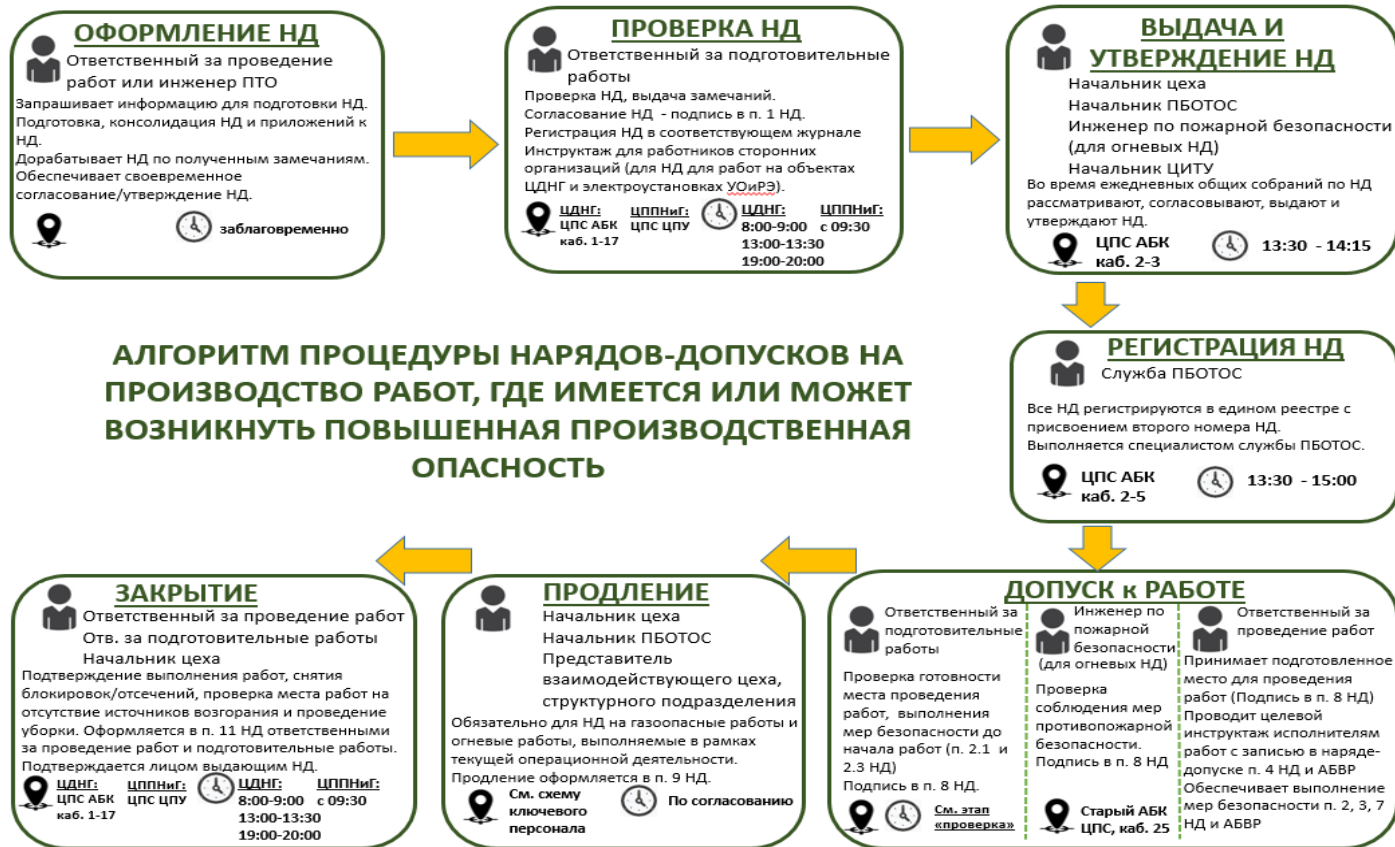 ОФОРМЛЕНИЕ НД
Ответственный за проведение
работ или инженер ПТО
Запрашивает информацию для подготовки НД.
Подготовка, консолидация НД и приложений к
НД.
Дорабатывает НД по полученным замечаниям.
Обеспечивает своевременное
согласование/утверждение НД.
заблаговременно
ПРОВЕРКА НД
Ответственный за подготовительные
работы
Проверка НД, выдача замечаний.
Согласование НД - подпись в п. 1 НД.
Регистрация НД в соответствующем журнале
Инструктаж для работников сторонних
организаций (для НД для работ на объектах
ЦДНГ и электроустановках УОиРЭ).
ЦДНГ:
ЦПС АБК
каб. 1-17
ЦППНиГ:
ЦПС ЦПУ
ЦДНГ:
8:00-9:00
13:00-13:30
19:00-20:00
ЦППНиГ:
с 09:30
ВЫДАЧА И
УТВЕРЖДЕНИЕ НД
Начальник цеха
Начальник ПБОТОС
Инженер по пожарной безопасности
(для огневых НД)
Начальник ЦИТУ
Во время ежедневных общих собраний по НД
рассматривают, согласовывают, выдают и
утверждают НД.
ЦПС АБК
каб. 2-3
13:30 - 14:15
АЛГОРИТМ ПРОЦЕДУРЫ НАРЯДОВ-ДОПУСКОВ НА
ПРОИЗВОДСТВО РАБОТ, ГДЕ ИМЕЕТСЯ ИЛИ МОЖЕТ
ВОЗНИКНУТЬ ПОВЫШЕННАЯ ПРОИЗВОДСТВЕННАЯ
ОПАСНОСТЬ
РЕГИСТРАЦИЯ НД
Служба ПБОТОС
Все НД регистрируются в едином реестре с
присвоением второго номера НД.
Выполняется специалистом службы ПБОТОС.
ЦПС АБК
каб. 2-5
13:30 - 15:00
ДОПУСК к РАБОТЕ
Ответственный за
подготовительные
работы
Проверка готовности
места проведения
работ, выполнения
мер безопасности до
начала работ (п. 2.1 и
2.3 НД)
Подпись в п. 8 НД.
См. этап
«проверка»
Инженер по
пожарной
безопасности
(для огневых НД)
Проверка
соблюдения мер
противопожарной
безопасности.
Подпись в п. 8 НД
Старый АБК
ЦПС, каб. 25
Ответственный за
проведение работ
Принимает подготовленное
место для проведения
работ (Подпись в п. 8 НД)
Проводит целевой
инструктаж исполнителям
работ с записью в наряде-
допуске п. 4 НД и АБВР
Обеспечивает выполнение
мер безопасности п. 2, 3, 7
НД и АБВР
ПРОДЛЕНИЕ
Начальник цеха
Начальник ПБОТОС
Представитель
взаимодействующего цеха,
структурного подразделения
Обязательно для НД на газоопасные работы и
огневые работы, выполняемые в рамках
текущей операционной деятельности.
Продление оформляется в п. 9 НД.
См. схему
ключевого
персонала
По согласованию
ЗАКРЫТИЕ
Ответственный за проведение работ
Отв. за подготовительные работы
Начальник цеха
Подтверждение выполнения работ, снятия
блокировок/отсечений, проверка места работ на
отсутствие источников возгорания и проведение
уборки. Оформляется в п. 11 НД ответственными
за проведение работ и подготовительные работы.
Подтверждается лицом выдающим НД.
ЦДНГ:
ЦПС АБК
каб. 1-17
ЦППНиГ:
ЦПС ЦПУ
ЦДНГ:
8:00-9:00
13:00-13:30
19:00-20:00
ЦППНиГ:
с 09:30